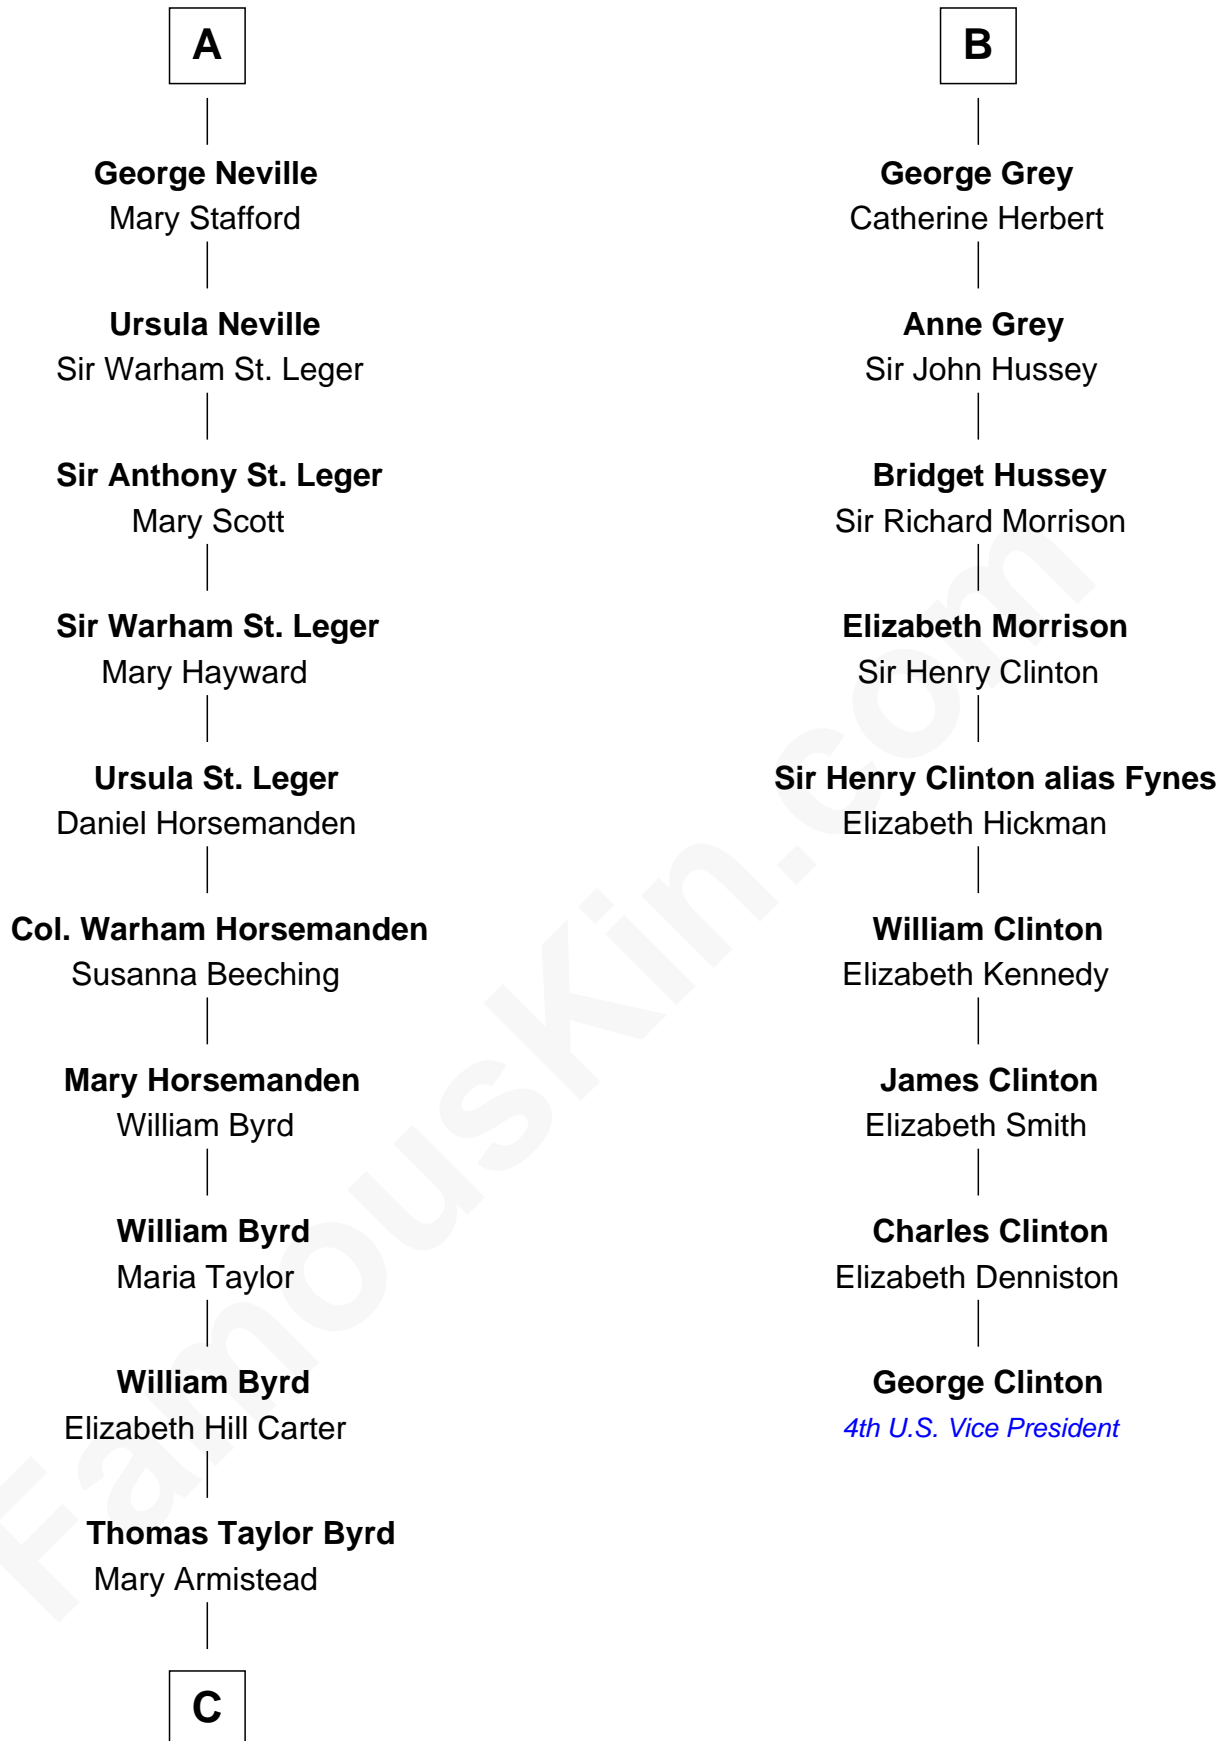 A
George Neville
Mary Stafford
Ursula Neville
Sir Warham St. Leger
Sir Anthony St. Leger
Mary Scott
Sir Warham St. Leger
Mary Hayward
Ursula St. Leger
Daniel Horsemanden
Col. Warham Horsemanden
Susanna Beeching
Mary Horsemanden
William Byrd
William Byrd
Maria Taylor
William Byrd
Elizabeth Hill Carter
Thomas Taylor Byrd
Mary Armistead
C
B
George Grey
Catherine Herbert
Anne Grey
Sir John Hussey
Bridget Hussey
Sir Richard Morrison
Elizabeth Morrison
Sir Henry Clinton
Sir Henry Clinton alias Fynes
Elizabeth Hickman
William Clinton
Elizabeth Kennedy
James Clinton
Elizabeth Smith
Charles Clinton
Elizabeth Denniston
George Clinton
4th U.S. Vice President
FamousKin.com